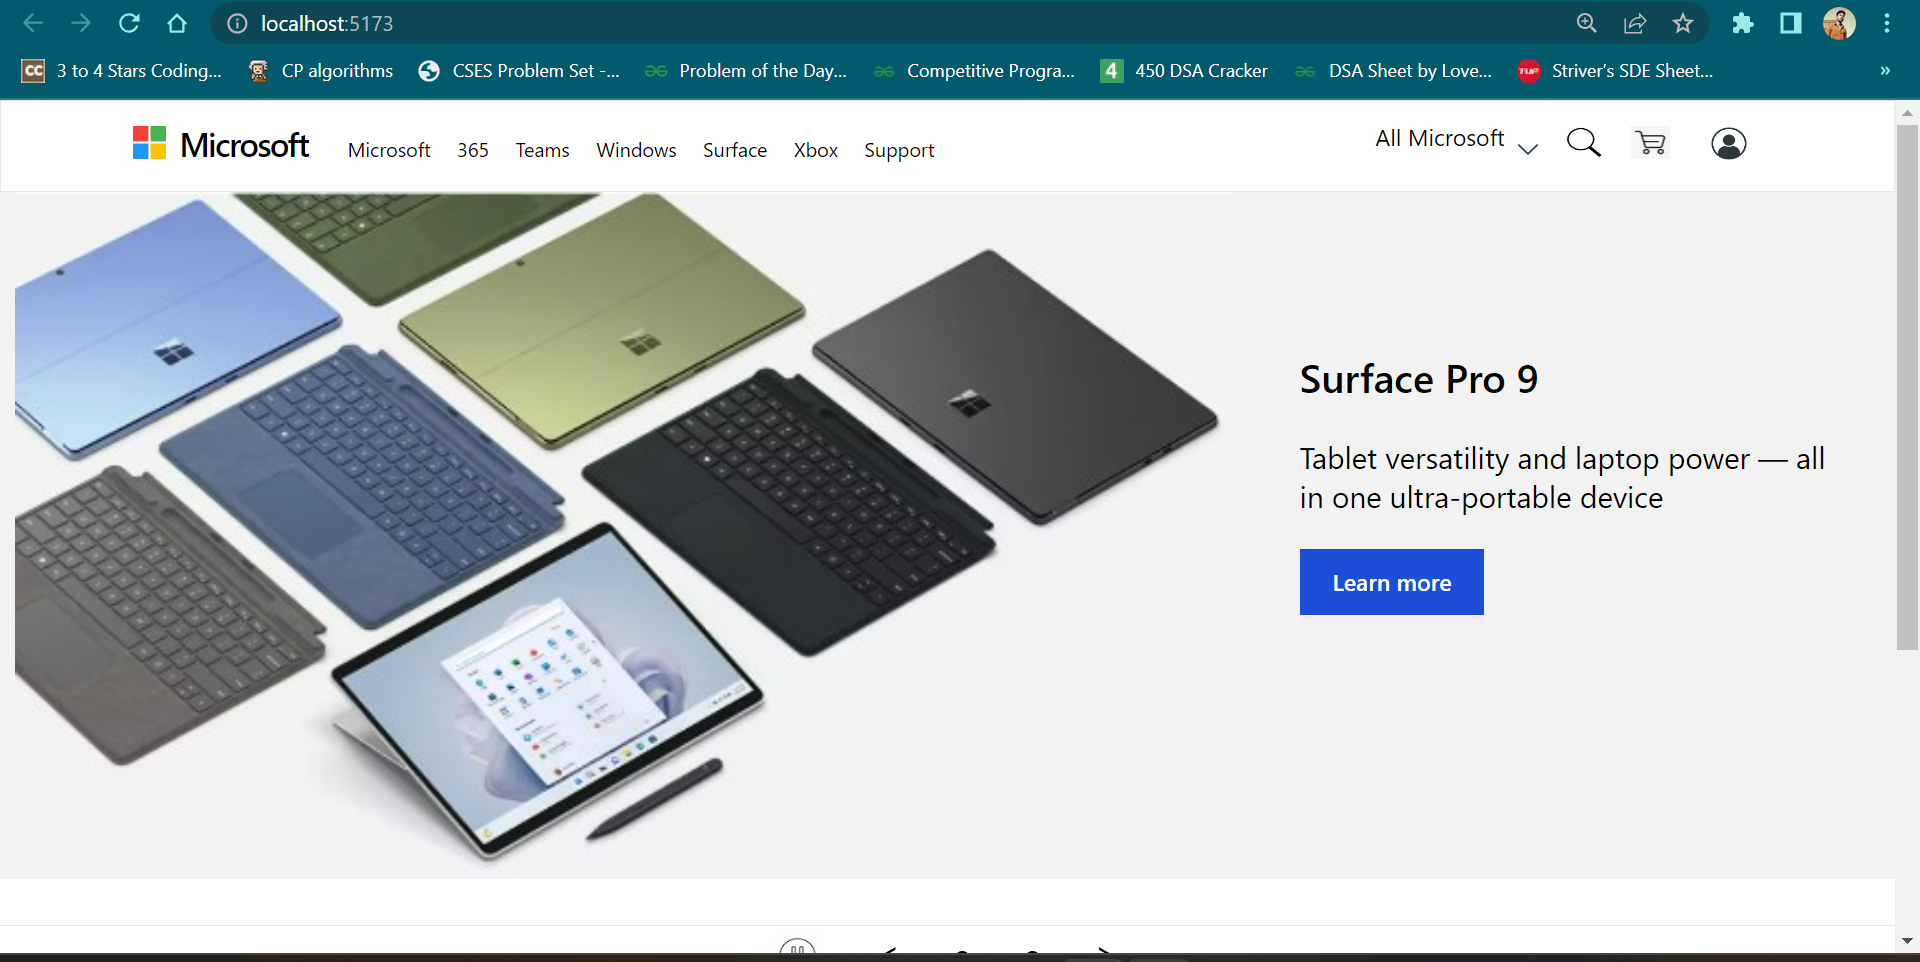 localhost:5173
3 to 4 Stars Coding... CP algorithms CSES Problem Set -... Problem of the Day... Competitive Progra... 450 DSA Cracker DSA Sheet by Love... Striver's SDE Sheet... »
Microsoft Microsoft 365 Teams Windows Surface Xbox Support All Microsoft
Surface Pro 9
Tablet versatility and laptop power — all
in one ultra-portable device
Learn more